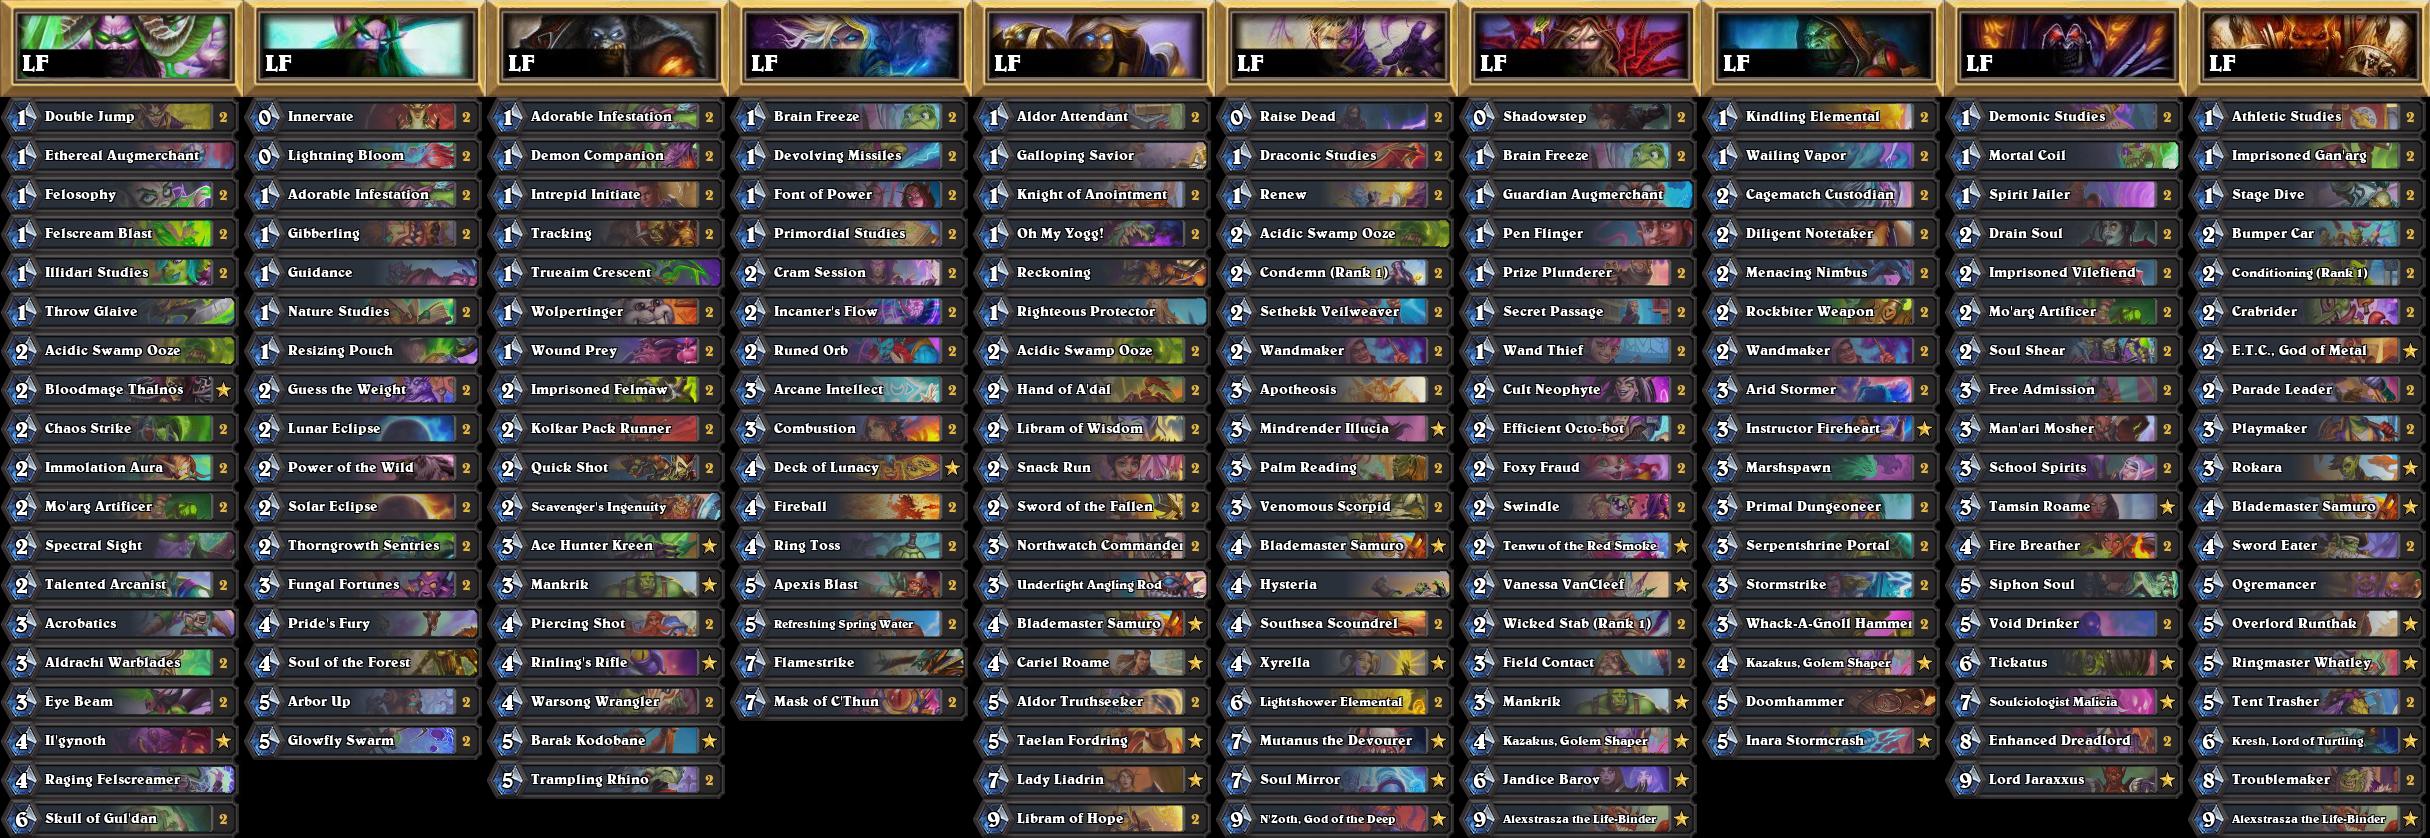 LF
1 Double Jump 2
1 Ethereal Augmerchant
1 Felosophy 2
1 Felscream Blast
1 Illidari Studies 2
1 Throw Glaive
2 Acidic Swamp Ooze
2 Bloodmage Thalnos
2 Chaos Strike 2
2 Immolation Aura 2
2 Mo'arg Artificer 2
2 Spectral Sight
2 Talented Arcanist 2
3 Acrobatics
3 Aldrachi Warblades 2
3 Eye Beam 2
4 Il'gynoth
4 Raging Felscreamer
6 Skull of Gul'dan 2
LF
0 Innervate 2
0 Lightning Bloom 2
1 Adorable Infestation 2
1 Gibberling 2
1 Guidance
1 Nature Studies 2
1 Resizing Pouch
2 Guess the Weight 2
2 Lunar Eclipse 2
2 Power of the Wild 2
2 Solar Eclipse 2
2 Thorngrowth Sentries 2
3 Fungal Fortunes 2
4 Pride's Fury
4 Soul of the Forest
5 Arbor Up 2
5 Glowfly Swarm 2
LF
1 Adorable Infestation 2
1 Demon Companion 2
1 Intrepid Initiate 2
1 Tracking 2
1 Trueaim Crescent
1 Wolpertinger 2
1 Wound Prey 2
2 Imprisoned Felmaw 2
2 Kolkar Pack Runner 2
2 Quick Shot 2
2 Scavenger's Ingenuity
3 Ace Hunter Kreen
3 Mankrik
4 Piercing Shot 2
4 Rinling's Rifle
4 Warsong Wrangler 2
5 Barak Kodobane
5 Trampling Rhino 2
LF
1 Brain Freeze 2
1 Devolving Missiles 2
1 Font of Power 2
1 Primordial Studies 2
2 Cram Session 2
2 Incanter's Flow 2
2 Runed Orb 2
3 Arcane Intellect 2
3 Combustion 2
4 Deck of Lunacy
4 Fireball 2
4 Ring Toss 2
5 Apexis Blast 2
5 Refreshing Spring Water 2
7 Flamestrike
7 Mask of C'Thun 2
LF
1 Aldor Attendant 2
1 Galloping Savior
1 Knight of Anointment 2
1 Oh My Yogg! 2
1 Reckoning
1 Righteous Protector
2 Acidic Swamp Ooze 2
2 Hand of A'dal 2
2 Libram of Wisdom 2
2 Snack Run 2
2 Sword of the Fallen 2
3 Northwatch Commander 2
3 Underlight Angling Rod
4 Blademaster Samuro
4 Cariel Roame
5 Aldor Truthseeker 2
5 Taelan Fordring
7 Lady Liadrin
9 Libram of Hope 2
LF
0 Raise Dead 2
1 Draconic Studies 2
1 Renew 2
2 Acidic Swamp Ooze
2 Condemn (Rank 1) 2
2 Sethekk Veilweaver 2
2 Wandmaker 2
3 Apotheosis 2
3 Mindrender Illucia
3 Palm Reading 2
3 Venomous Scorpid 2
4 Blademaster Samuro
4 Hysteria
4 Southsea Scoundrel 2
4 Xyrella
6 Lightshower Elemental 2
7 Mutanus the Devourer
7 Soul Mirror
9 N'Zoth, God of the Deep
LF
0 Shadowstep 2
1 Brain Freeze 2
1 Guardian Augmerchant
1 Pen Flinger
1 Prize Plunderer 2
1 Secret Passage 2
1 Wand Thief 2
2 Cult Neophyte 2
2 Efficient Octo-bot 2
2 Foxy Fraud 2
2 Swindle 2
2 Tenwu of the Red Smoke
2 Vanessa VanCleef
2 Wicked Stab (Rank 1) 2
3 Field Contact 2
3 Mankrik
4 Kazakus, Golem Shaper
6 Jandice Barov
9 Alexstrasza the Life-Binder
LF
1 Kindling Elemental 2
1 Wailing Vapor 2
2 Cagematch Custodian 2
2 Diligent Notetaker 2
2 Menacing Nimbus 2
2 Rockbiter Weapon 2
2 Wandmaker 2
3 Arid Stormer 2
3 Instructor Fireheart
3 Marshspawn 2
3 Primal Dungeoneer 2
3 Serpentshrine Portal 2
3 Stormstrike 2
3 Whack-A-Gnoll Hammer 2
4 Kazakus, Golem Shaper
5 Doomhammer
5 Inara Stormcrash
LF
1 Demonic Studies 2
1 Mortal Coil
1 Spirit Jailer 2
2 Drain Soul 2
2 Imprisoned Vilefiend 2
2 Mo'arg Artificer 2
2 Soul Shear 2
3 Free Admission 2
3 Man'ari Mosher 2
3 School Spirits 2
3 Tamsin Roame
4 Fire Breather 2
5 Siphon Soul
5 Void Drinker 2
6 Tickatus
7 Soulciologist Malicia
8 Enhanced Dreadlord 2
9 Lord Jaraxxus
LF
1 Athletic Studies 2
1 Imprisoned Gan'arg 2
1 Stage Dive 2
2 Bumper Car 2
2 Conditioning (Rank 1) 2
2 Crabrider 2
2 E.T.C., God of Metal
2 Parade Leader 2
3 Playmaker 2
3 Rokara
4 Blademaster Samuro
4 Sword Eater 2
5 Ogremancer
5 Overlord Runthak
5 Ringmaster Whatley
5 Tent Trasher 2
6 Kresh, Lord of Turtling
8 Troublemaker 2
9 Alexstrasza the Life-Binder